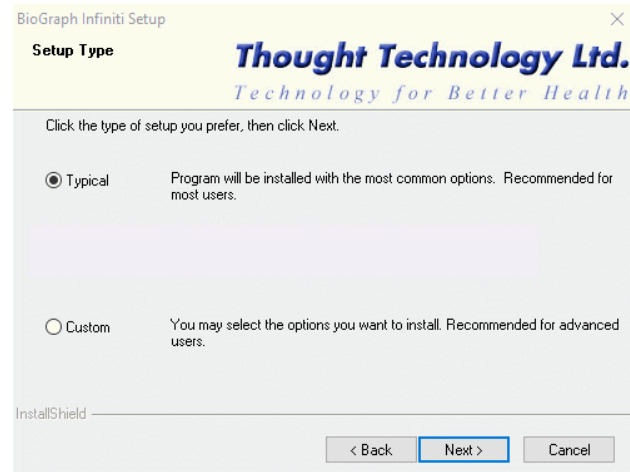 BioGraph Infiniti Setup
Setup Type
Thought Technology Ltd.
Technology for Better Health
Click the type of setup you prefer, then click Next.
Typical
Program will be installed with the most common options. Recommended for
most users.
Custom
You may select the options you want to install. Recommended for advanced
users.
InstallShield
< Back
Next >
Cancel